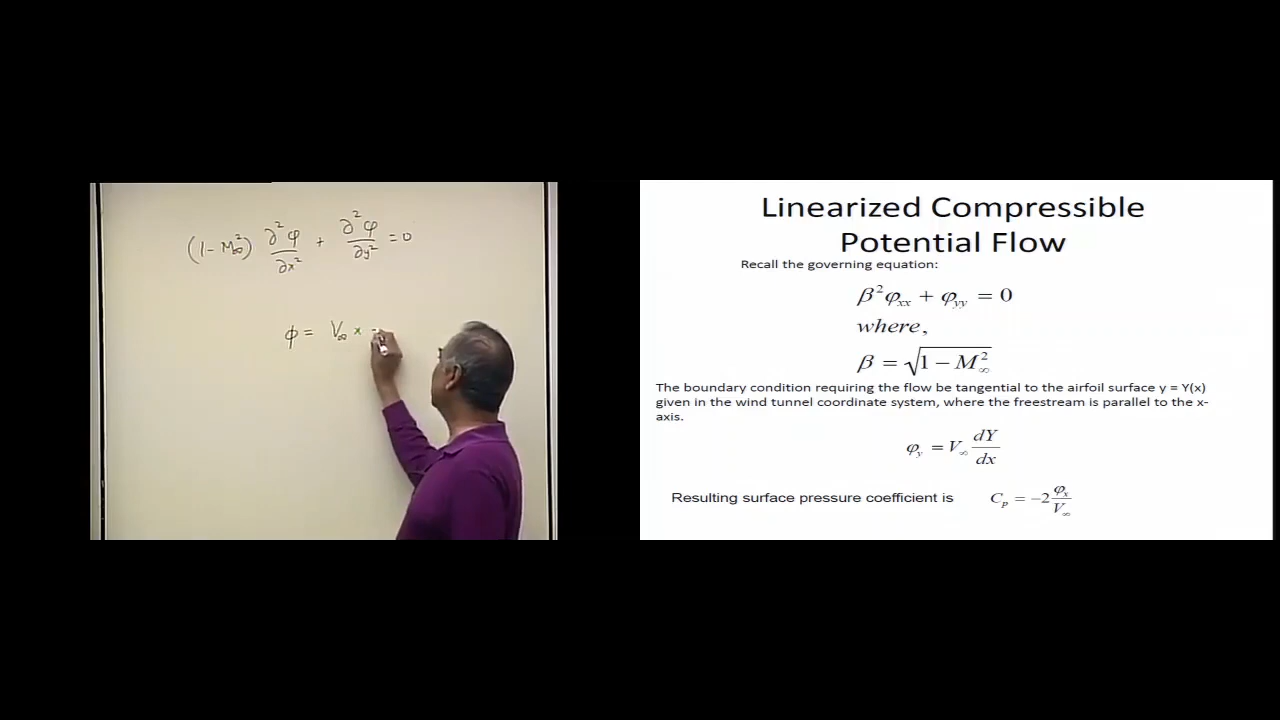 (1 - M∞²) ∂²φ/∂x² + ∂²φ/∂y² = 0
ϕ = V∞ x
Linearized Compressible
Potential Flow
Recall the governing equation:
β²φxx + φyy = 0
where,
β = √(1 − M∞²)
The boundary condition requiring the flow be tangential to the airfoil surface y = Y(x)
given in the wind tunnel coordinate system, where the freestream is parallel to the x-
axis.
φy = V∞ dY/dx
Resulting surface pressure coefficient is Cp = −2 φx/V∞